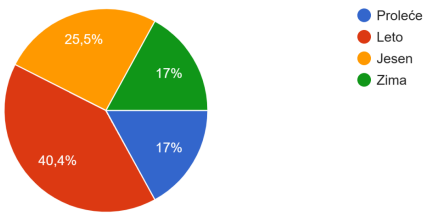 25,5%
17%
40,4%
17%
Proleće
Leto
Jesen
Zima